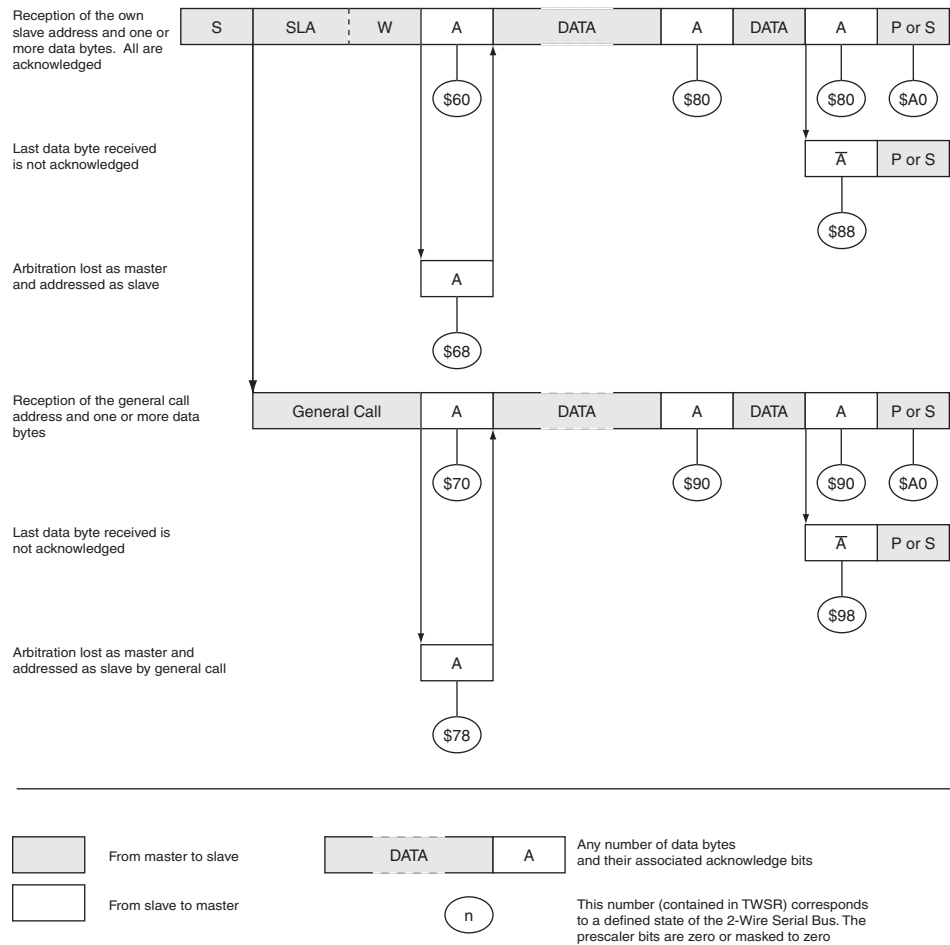 Reception of the own
slave address and one or
more data bytes. All are
acknowledged
S SLA W A DATA A DATA A P or S
$60 $80 $80 $A0
Last data byte received
is not acknowledged
A̅ P or S
$88
Arbitration lost as master
and addressed as slave
A
$68
Reception of the general call
address and one or more data
bytes
General Call A DATA A DATA A P or S
$70 $90 $90 $A0
Last data byte received is
not acknowledged
A̅ P or S
$98
Arbitration lost as master and
addressed as slave by general call
A
$78
From master to slave
DATA A
Any number of data bytes
and their associated acknowledge bits
From slave to master
n
This number (contained in TWSR) corresponds
to a defined state of the 2-Wire Serial Bus. The
prescaler bits are zero or masked to zero